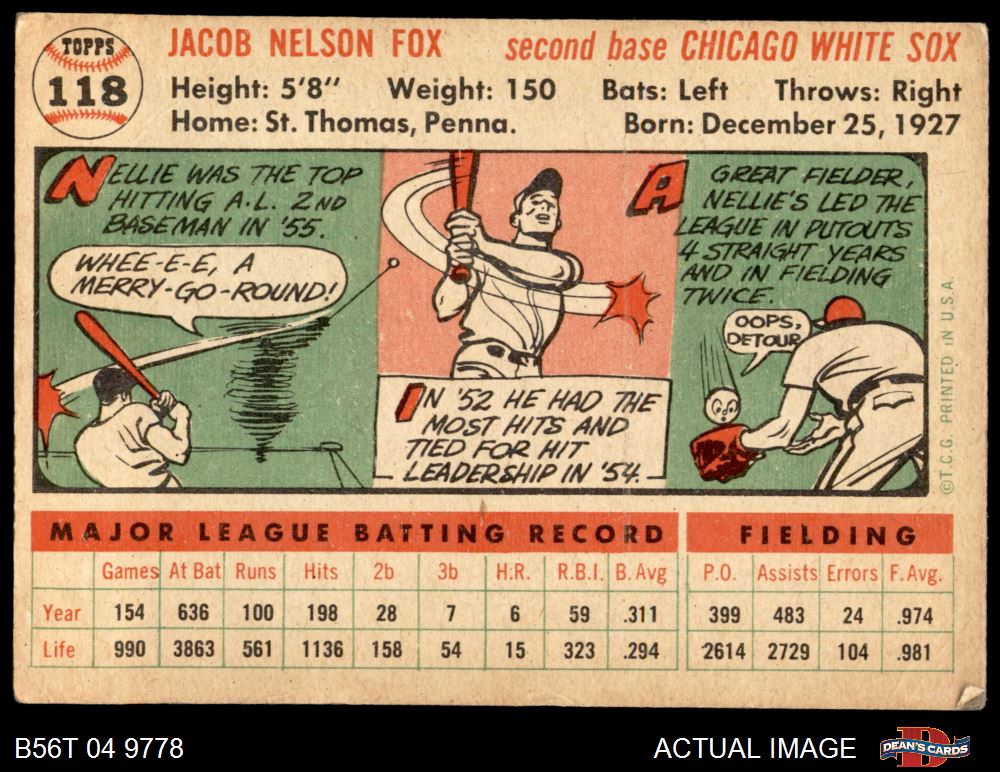 TOPPS
118
JACOB NELSON FOX second base CHICAGO WHITE SOX
Height: 5'8" Weight: 150 Bats: Left Throws: Right
Home: St. Thomas, Penna. Born: December 25, 1927
NELLIE WAS THE TOP
HITTING A.L. 2ND
BASEMAN IN '55.
WHEE-E-E, A
MERRY-GO-ROUND!
IN '52 HE HAD THE
MOST HITS AND
TIED FOR HIT
LEADERSHIP IN '54.
A GREAT FIELDER,
NELLIE'S LED THE
LEAGUE IN PUTOUTS
4 STRAIGHT YEARS
AND IN FIELDING
TWICE.
OOPS,
DETOUR
©T.C.G. PRINTED IN U.S.A.
MAJOR LEAGUE BATTING RECORD FIELDING
Games At Bat Runs Hits 2b 3b H.R. R.B.I. B. Avg P.O. Assists Errors F. Avg.
Year 154 636 100 198 28 7 6 59 .311 399 483 24 .974
Life 990 3863 561 1136 158 54 15 323 .294 2614 2729 104 .981
B56T 04 9778 ACTUAL IMAGE DEAN'S CARDS